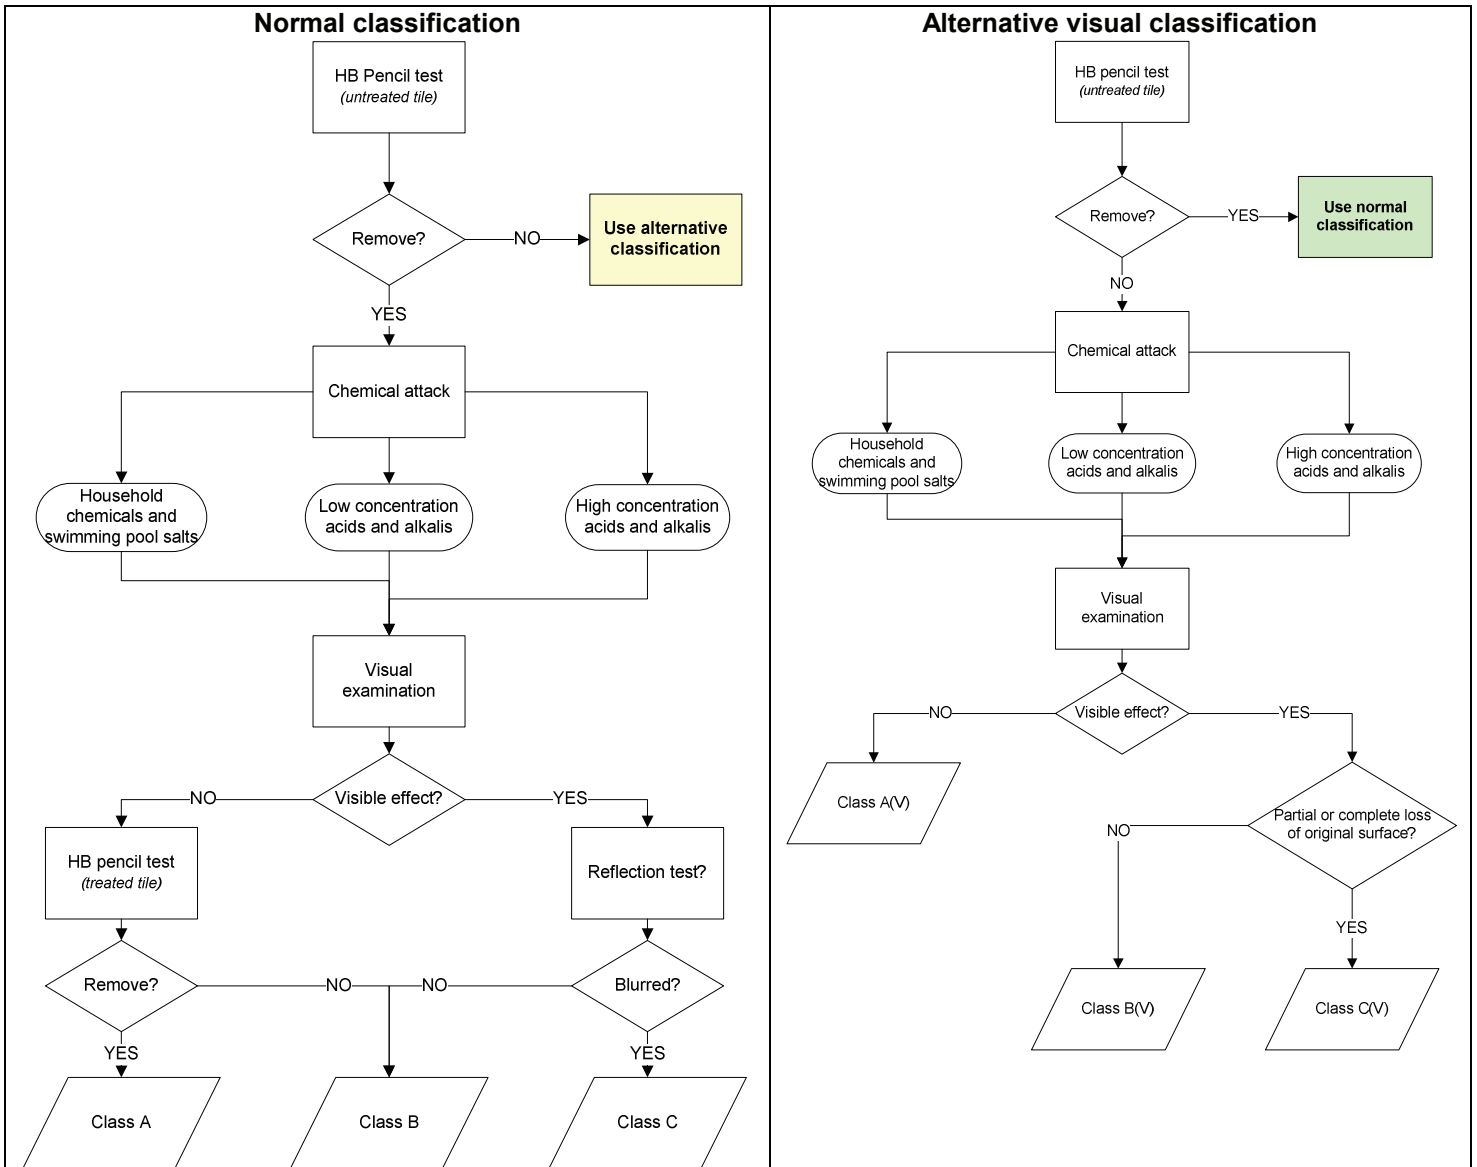 Normal classification
HB Pencil test
(untreated tile)
Remove?
NO
Use alternative
classification
YES
Chemical attack
Household
chemicals and
swimming pool salts
Low concentration
acids and alkalis
High concentration
acids and alkalis
Visual
examination
Visible effect?
NO
YES
HB pencil test
(treated tile)
Reflection test?
Remove?
NO
NO
Blurred?
YES
YES
Class A
Class B
Class C
Alternative visual classification
HB pencil test
(untreated tile)
Remove?
YES
Use normal
classification
NO
Chemical attack
Household
chemicals and
swimming pool salts
Low concentration
acids and alkalis
High concentration
acids and alkalis
Visual
examination
Visible effect?
NO
YES
Class A(V)
Partial or complete loss
of original surface?
NO
YES
Class B(V)
Class C(V)